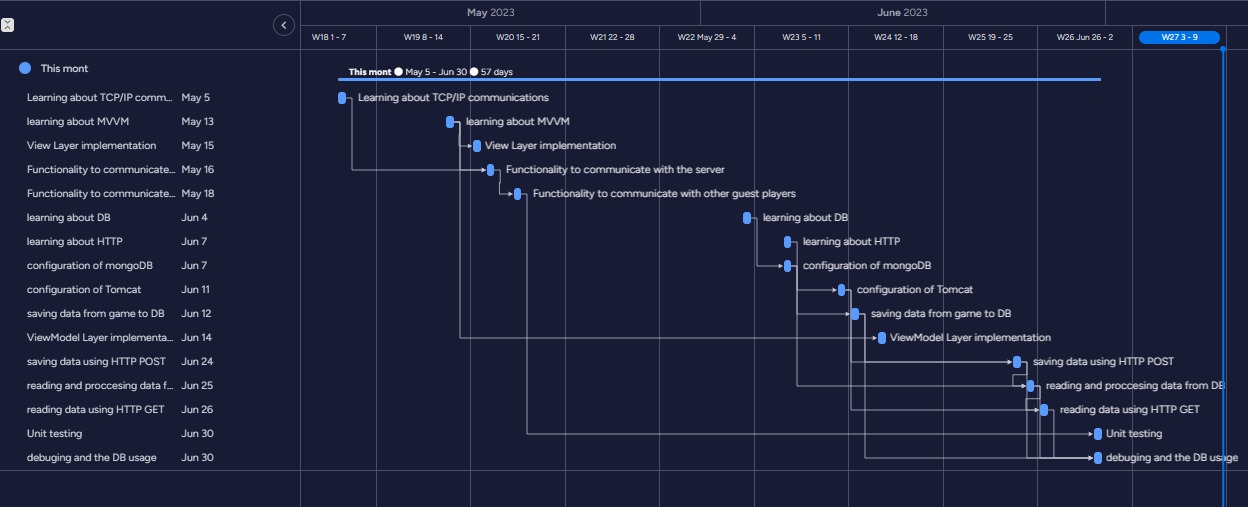 May 2023
June 2023
W18 1 - 7
W19 8 - 14
W20 15 - 21
W21 22 - 28
W22 May 29 - 4
W23 5 - 11
W24 12 - 18
W25 19 - 25
W26 Jun 26 - 2
W27 3 - 9
This mont
This mont ⚪ May 5 - Jun 30 ⚪ 57 days
Learning about TCP/IP comm... May 5
Learning about TCP/IP communications
learning about MVVM May 13
learning about MVVM
View Layer implementation May 15
View Layer implementation
Functionality to communicate... May 16
Functionality to communicate with the server
Functionality to communicate... May 18
Functionality to communicate with other guest players
learning about DB Jun 4
learning about DB
learning about HTTP Jun 7
learning about HTTP
configuration of mongoDB Jun 7
configuration of mongoDB
configuration of Tomcat Jun 11
configuration of Tomcat
saving data from game to DB Jun 12
saving data from game to DB
ViewModel Layer implementa... Jun 14
ViewModel Layer implementation
saving data using HTTP POST Jun 24
saving data using HTTP POST
reading and proccesing data f... Jun 25
reading and proccesing data from DB
reading data using HTTP GET Jun 26
reading data using HTTP GET
Unit testing Jun 30
Unit testing
debuging and the DB usage Jun 30
debuging and the DB usage